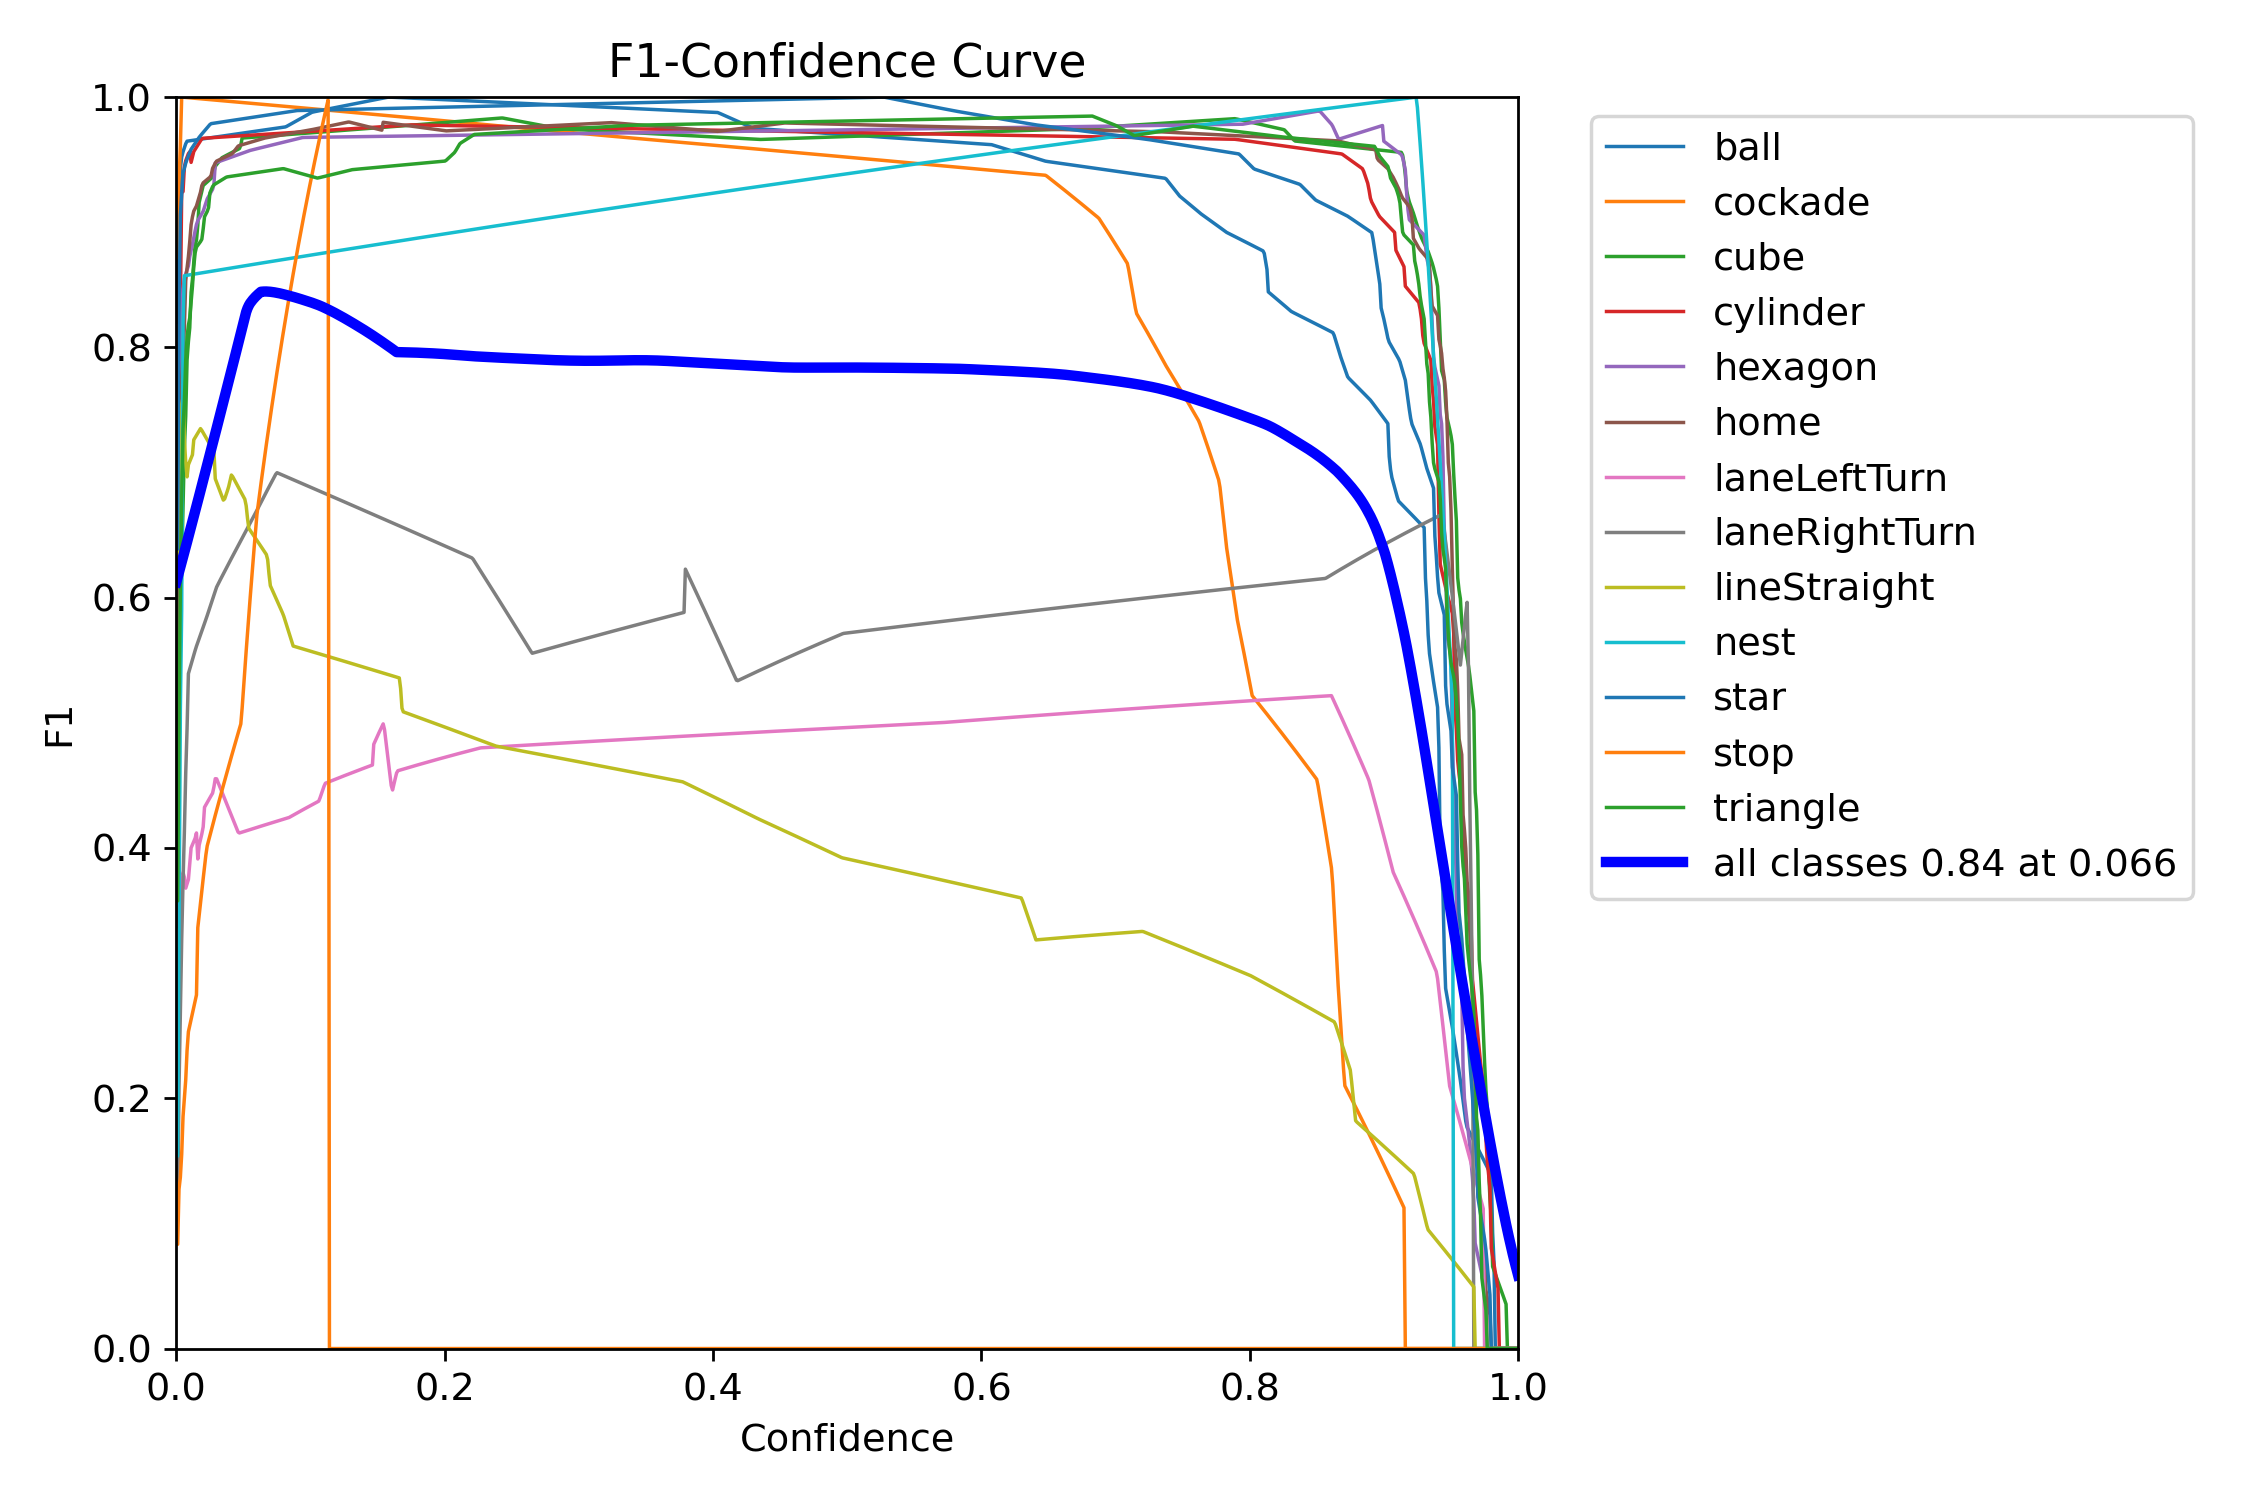 F1-Confidence Curve
1.0
0.8
0.6
0.4
0.2
0.0
F1
0.0 0.2 0.4 0.6 0.8 1.0
Confidence
ball
cockade
cube
cylinder
hexagon
home
laneLeftTurn
laneRightTurn
lineStraight
nest
star
stop
triangle
all classes 0.84 at 0.066